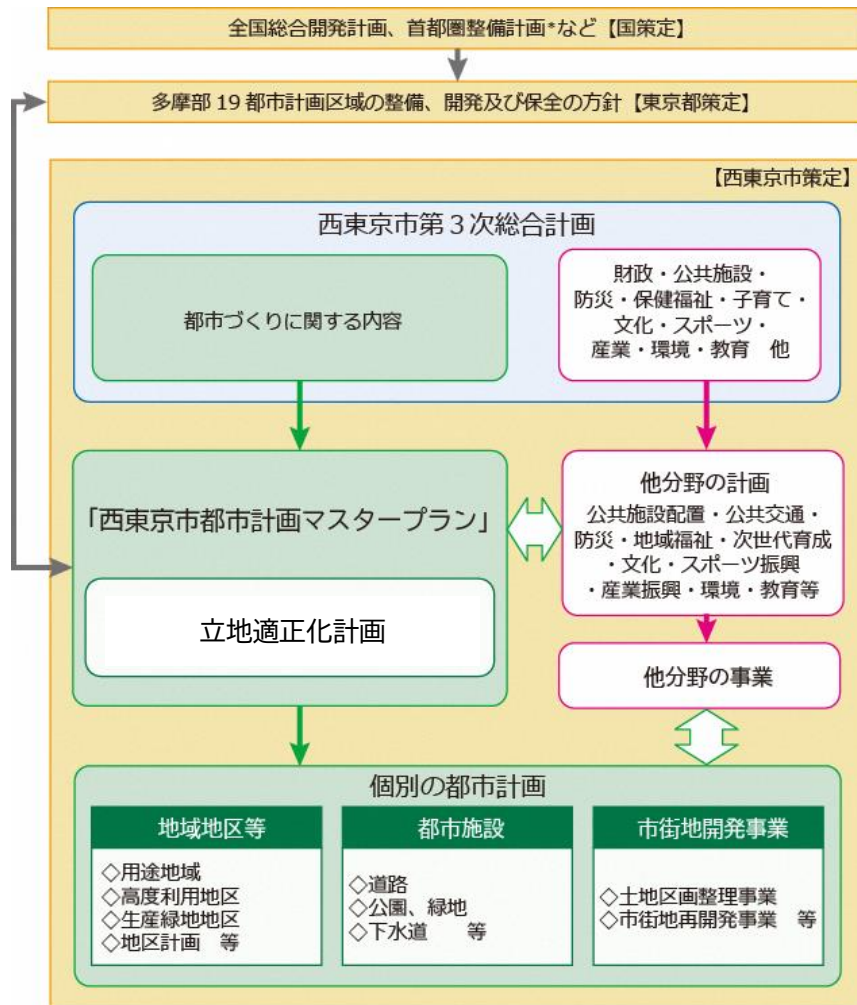 全国総合開発計画、首都圏整備計画*など【国策定】
多摩部 19 都市計画区域の整備、開発及び保全の方針【東京都策定】
【西東京市策定】
西東京市第３次総合計画
都市づくりに関する内容
財政・公共施設・
防災・保健福祉・子育て・
文化・スポーツ・
産業・環境・教育　他
「西東京市都市計画マスタープラン」
立地適正化計画
他分野の計画
公共施設配置・公共交通・
防災・地域福祉・次世代育成
・文化・スポーツ振興
・産業振興・環境・教育等
他分野の事業
個別の都市計画
地域地区等
◇用途地域
◇高度利用地区
◇生産緑地地区
◇地区計画　等
都市施設
◇道路
◇公園、緑地
◇下水道　　等
市街地開発事業
◇土地区画整理事業
◇市街地再開発事業　等